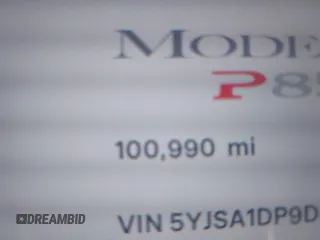 MODE
P8
100,990 mi
DREAMBID
VIN 5YJSA1DP9D